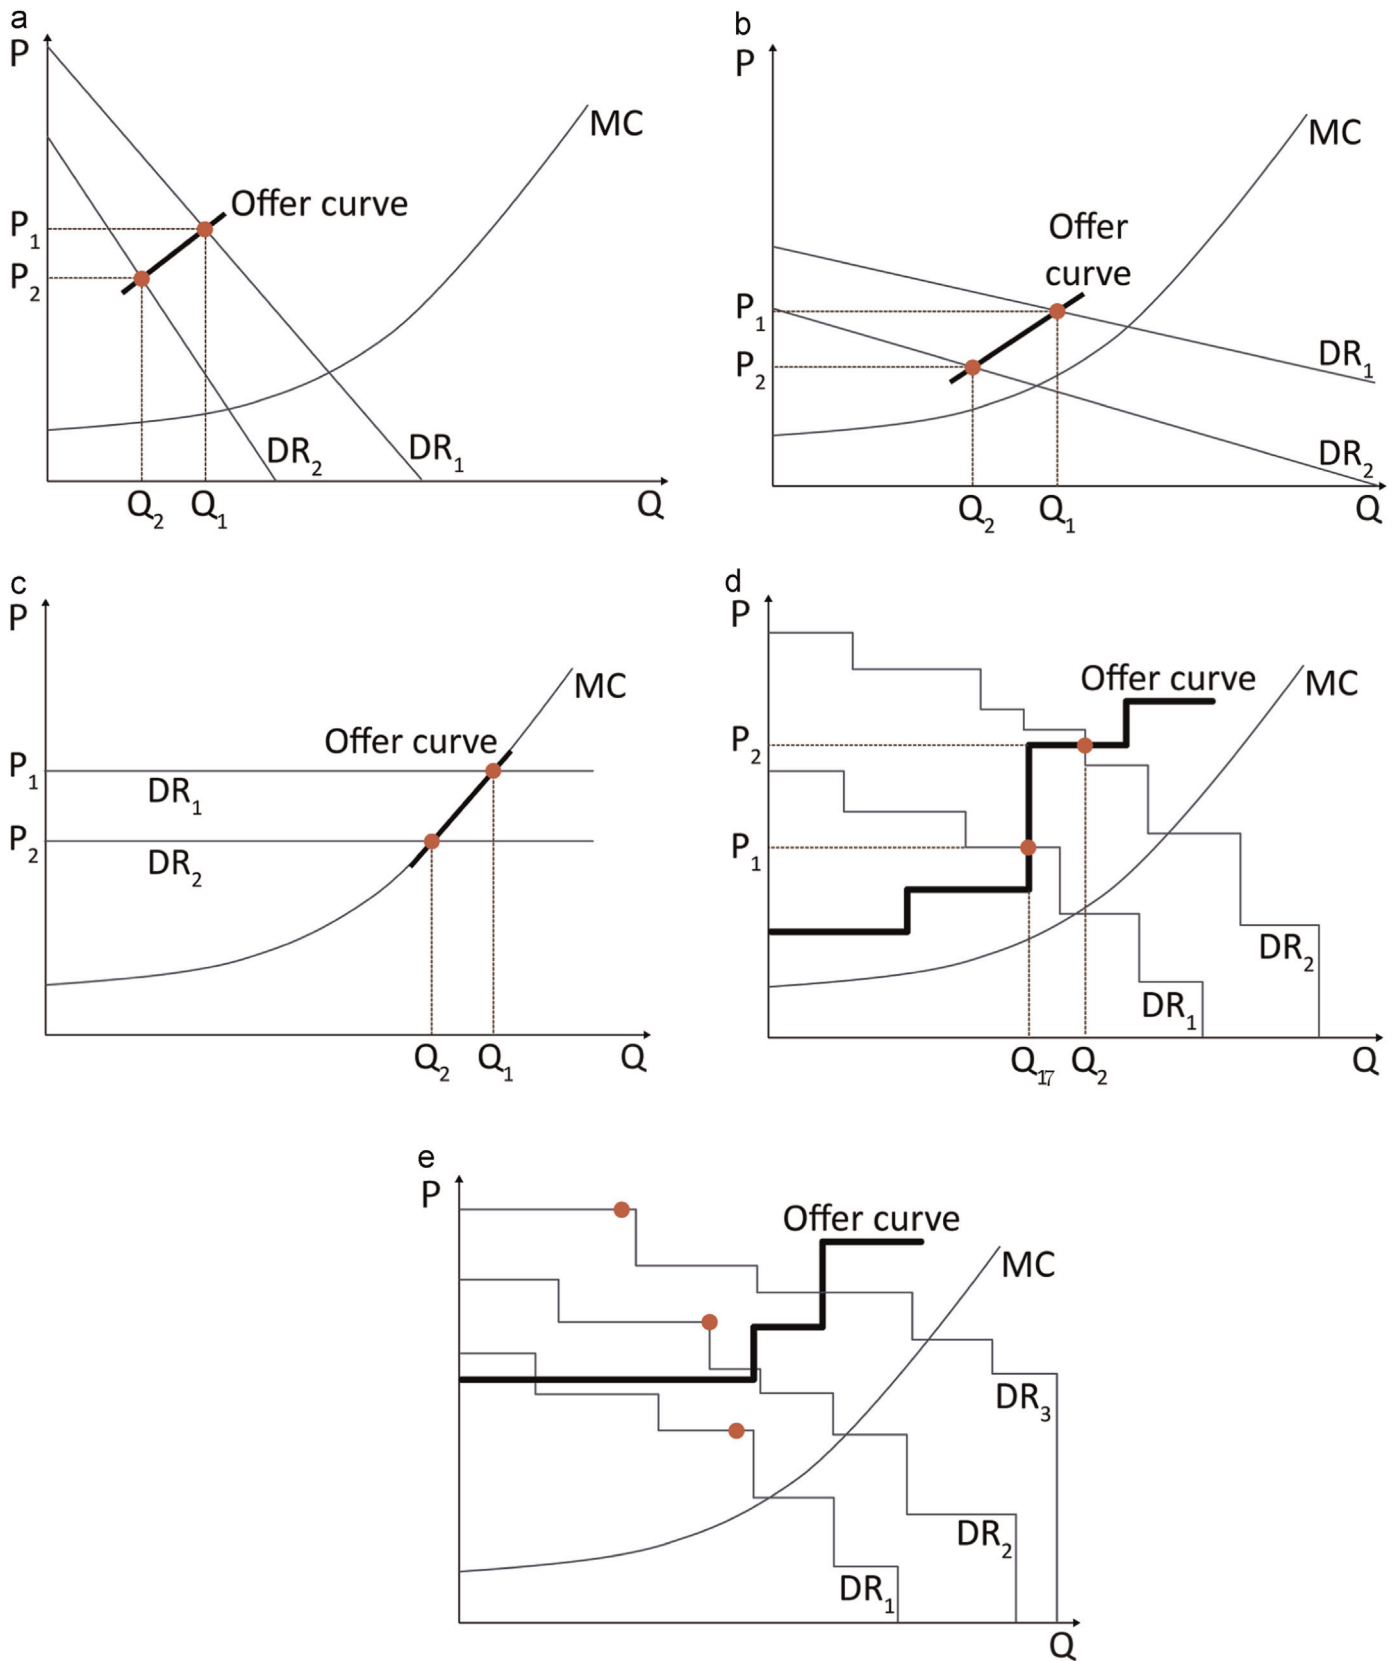 a
P
MC
Offer curve
P1
P2
DR2
DR1
Q2 Q1
Q
b
P
MC
Offer
curve
P1
P2
DR1
DR2
Q2 Q1
Q
c
P
MC
Offer curve
P1
DR1
P2
DR2
Q2 Q1
Q
d
P
Offer curve
MC
P2
P1
DR2
DR1
Q17 Q2
Q
e
P
Offer curve
MC
DR3
DR2
DR1
Q